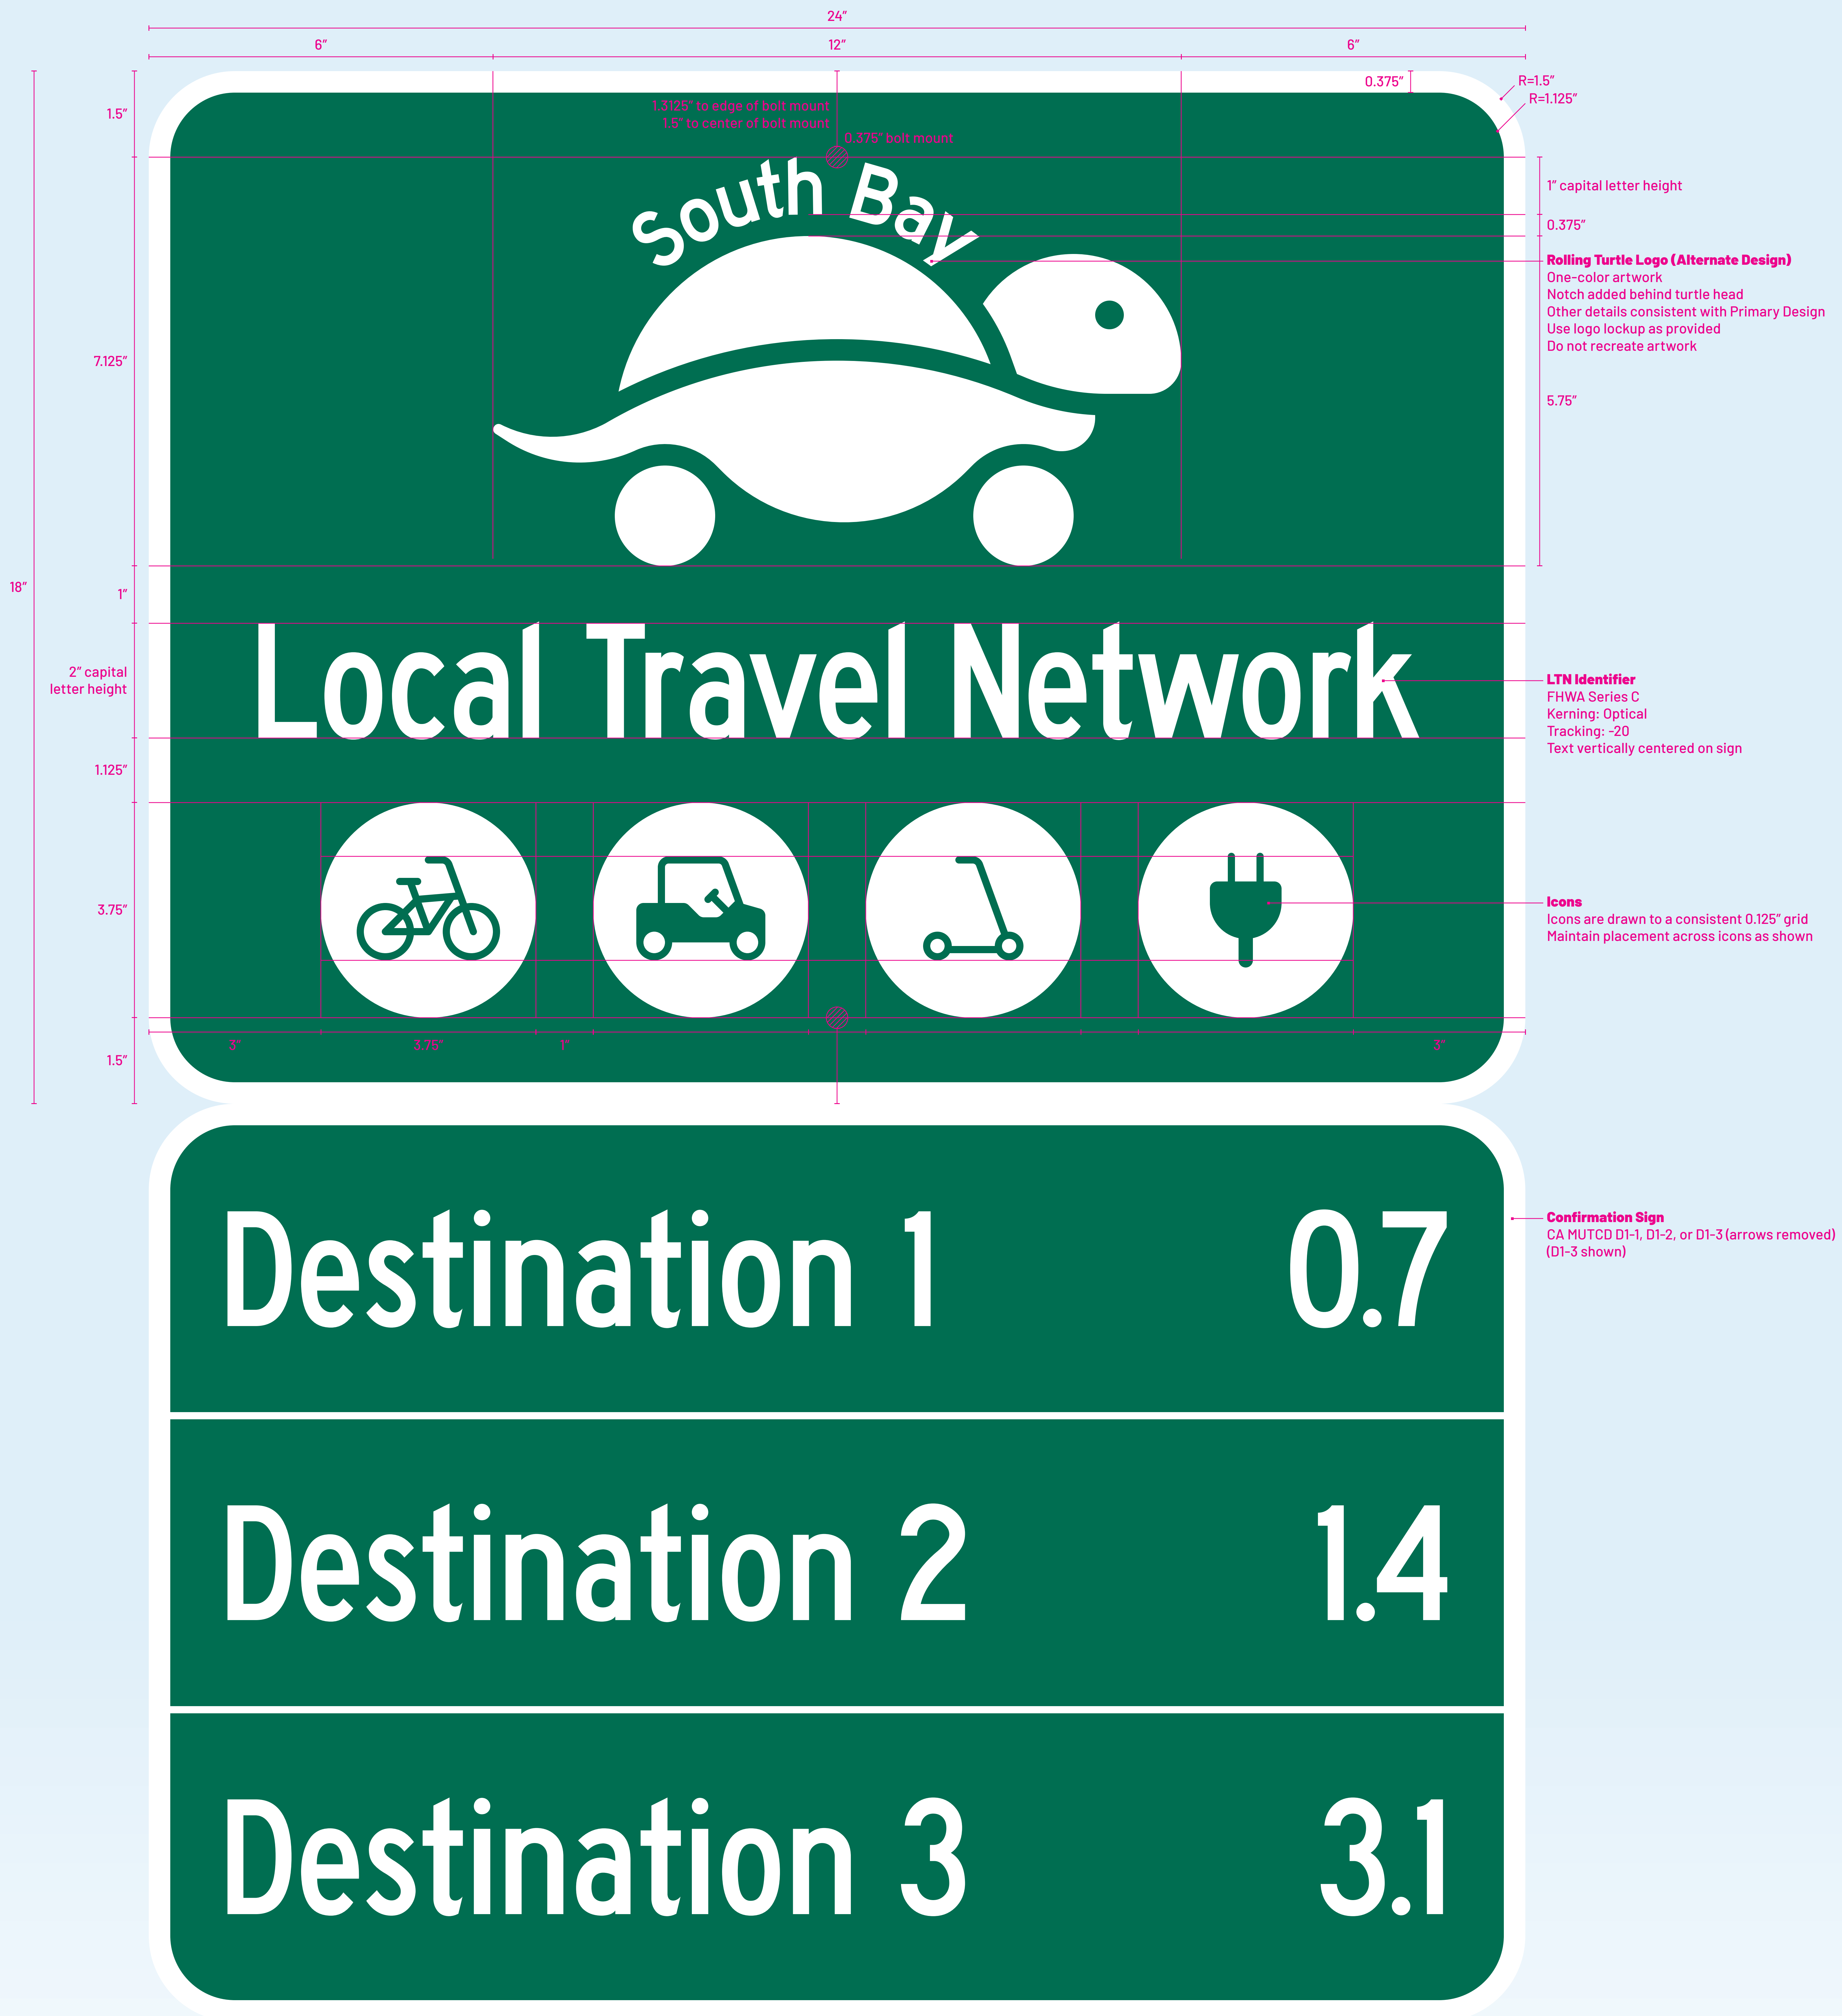 24″
6″
12″
6″
0.375″
R=1.5″
R=1.125″
1.5″
1.3125″ to edge of bolt mount
1.5″ to center of bolt mount
0.375″ bolt mount
South Bay
1″ capital letter height
0.375″
Rolling Turtle Logo (Alternate Design)
One-color artwork
Notch added behind turtle head
Other details consistent with Primary Design
Use logo lockup as provided
Do not recreate artwork
7.125″
5.75″
18″
1″
2″ capital
letter height
Local Travel Network
LTN Identifier
FHWA Series C
Kerning: Optical
Tracking: -20
Text vertically centered on sign
1.125″
3.75″
Icons
Icons are drawn to a consistent 0.125″ grid
Maintain placement across icons as shown
3″
3.75″
1″
3″
1.5″
Destination 1 0.7
Confirmation Sign
CA MUTCD D1-1, D1-2, or D1-3 (arrows removed)
(D1-3 shown)
Destination 2 1.4
Destination 3 3.1